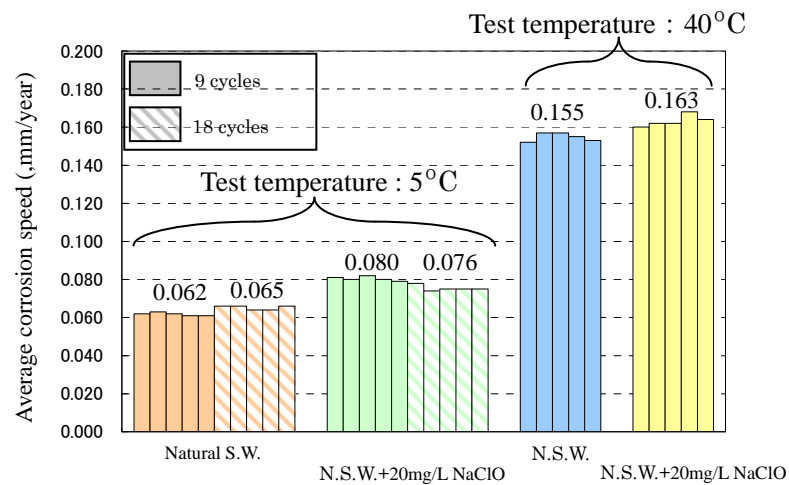 Test temperature : 40°C
0.200
0.180
0.160
0.140
0.120
0.100
0.080
0.060
0.040
0.020
0.000
Average corrosion speed (,mm/year)
9 cycles
18 cycles
Test temperature : 5°C
0.062
0.065
0.080
0.076
0.155
0.163
Natural S.W.
N.S.W.+20mg/L NaClO
N.S.W.
N.S.W.+20mg/L NaClO